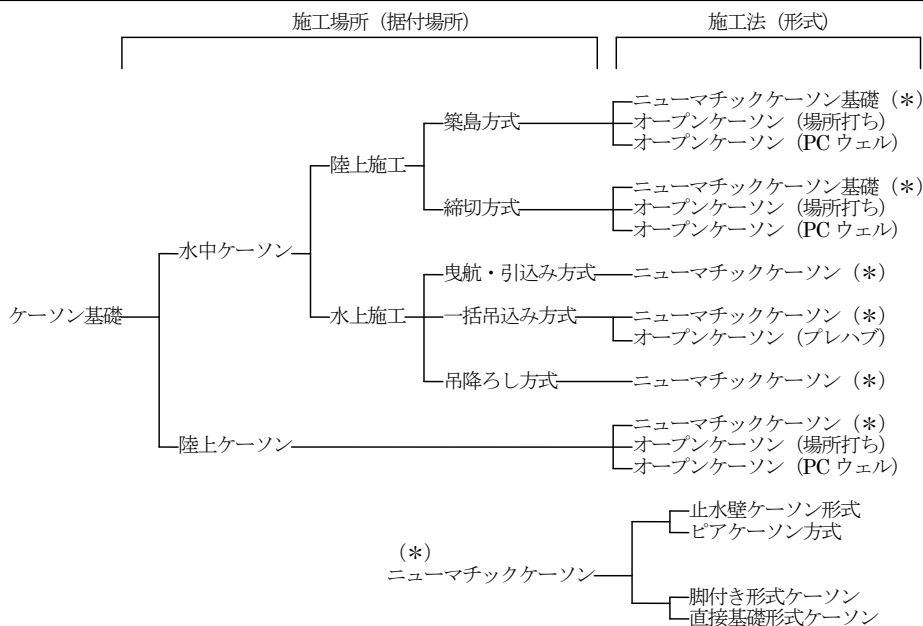 施工場所(据付場所)
施工法(形式)
ケーソン基礎
水中ケーソン
陸上施工
築島方式
ニューマチックケーソン基礎(*)
オープンケーソン(場所打ち)
オープンケーソン(PCウェル)
締切方式
ニューマチックケーソン基礎(*)
オープンケーソン(場所打ち)
オープンケーソン(PCウェル)
水上施工
曳航・引込み方式
ニューマチックケーソン(*)
一括吊込み方式
ニューマチックケーソン(*)
オープンケーソン(プレハブ)
吊降ろし方式
ニューマチックケーソン(*)
陸上ケーソン
ニューマチックケーソン(*)
オープンケーソン(場所打ち)
オープンケーソン(PCウェル)
(*)
ニューマチックケーソン
止水壁ケーソン形式
ピアケーソン方式
脚付き形式ケーソン
直接基礎形式ケーソン